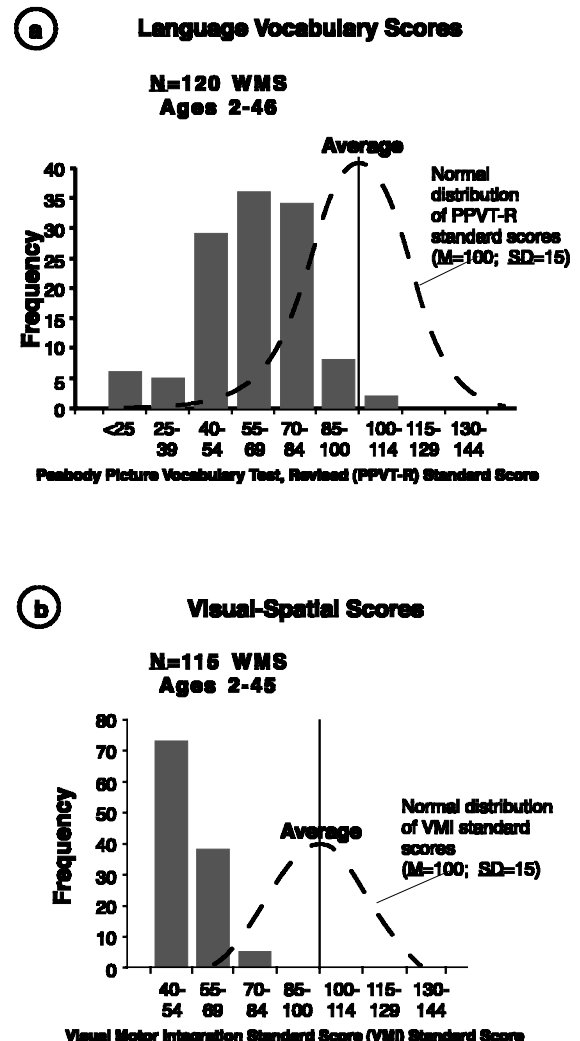 a
Language Vocabulary Scores
N=120 WMS
Ages 2-46
Average
Normal
distribution
of PPVT-R
standard scores
(M=100; SD=15)
Frequency
40
35
30
25
20
15
10
5
0
<25 25-39 40-54 55-69 70-84 85-100 100-114 115-129 130-144
Peabody Picture Vocabulary Test, Revised (PPVT-R) Standard Score
b
Visual-Spatial Scores
N=115 WMS
Ages 2-45
Average
Normal distribution
of VMI standard
scores
(M=100; SD=15)
Frequency
80
70
60
50
40
30
20
10
0
40-54 55-69 70-84 85-100 100-114 115-129 130-144
Visual Motor Integration Standard Score (VMI) Standard Score